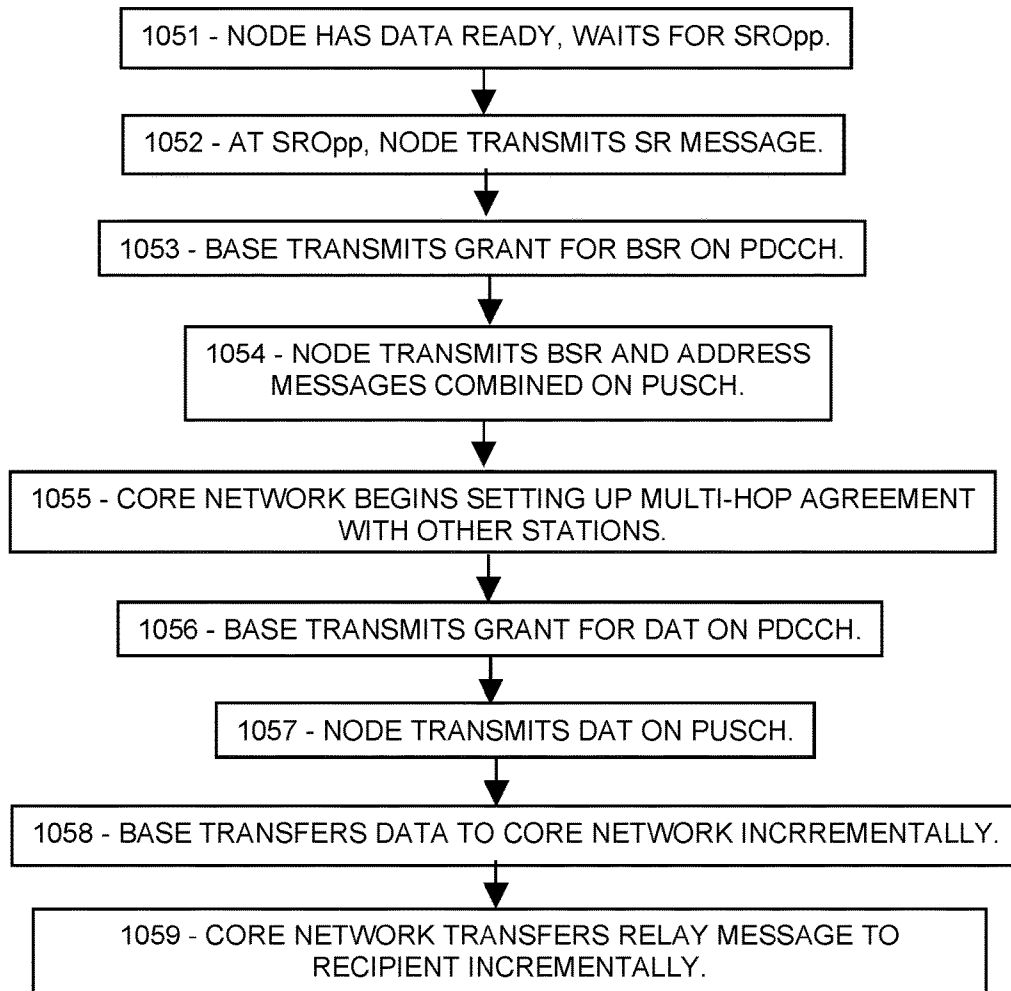 1051 - NODE HAS DATA READY, WAITS FOR SROpp.
1052 - AT SROpp, NODE TRANSMITS SR MESSAGE.
1053 - BASE TRANSMITS GRANT FOR BSR ON PDCCH.
1054 - NODE TRANSMITS BSR AND ADDRESS
MESSAGES COMBINED ON PUSCH.
1055 - CORE NETWORK BEGINS SETTING UP MULTI-HOP AGREEMENT
WITH OTHER STATIONS.
1056 - BASE TRANSMITS GRANT FOR DAT ON PDCCH.
1057 - NODE TRANSMITS DAT ON PUSCH.
1058 - BASE TRANSFERS DATA TO CORE NETWORK INCRREMENTALLY.
1059 - CORE NETWORK TRANSFERS RELAY MESSAGE TO
RECIPIENT INCREMENTALLY.